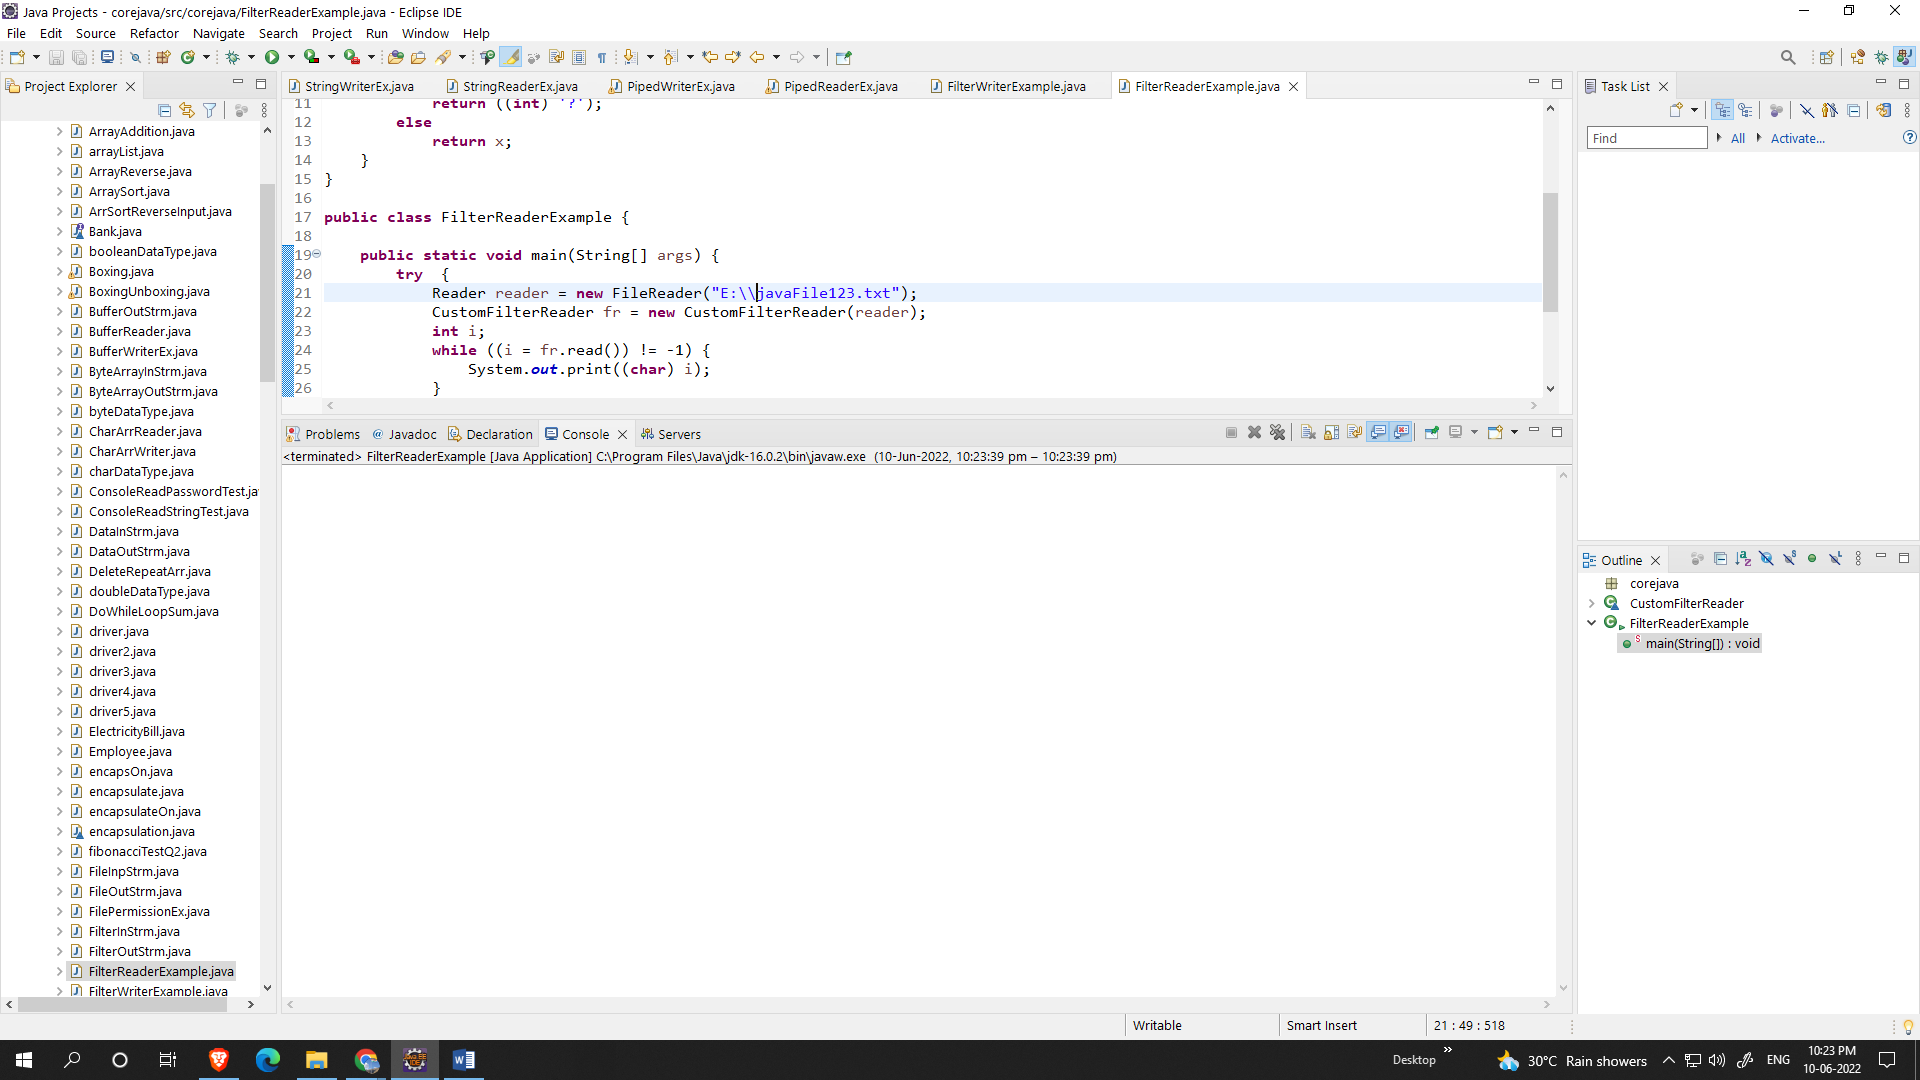 Java Projects - corejava/src/corejava/FilterReaderExample.java - Eclipse IDE
File Edit Source Refactor Navigate Search Project Run Window Help
Project Explorer
ArrayAddition.java
arrayList.java
ArrayReverse.java
ArraySort.java
ArrSortReverseInput.java
Bank.java
booleanDataType.java
Boxing.java
BoxingUnboxing.java
BufferOutStrm.java
BufferReader.java
BufferWriterEx.java
ByteArrayInStrm.java
ByteArrayOutStrm.java
byteDataType.java
CharArrReader.java
CharArrWriter.java
charDataType.java
ConsoleReadPasswordTest.ja
ConsoleReadStringTest.java
DataInStrm.java
DataOutStrm.java
DeleteRepeatArr.java
doubleDataType.java
DoWhileLoopSum.java
driver.java
driver2.java
driver3.java
driver4.java
driver5.java
ElectricityBill.java
Employee.java
encapsOn.java
encapsulate.java
encapsulateOn.java
encapsulation.java
fibonacciTestQ2.java
FileInpStrm.java
FileOutStrm.java
FilePermissionEx.java
FilterInStrm.java
FilterOutStrm.java
FilterReaderExample.java
FilterWriterExample.java
StringWriterEx.java StringReaderEx.java PipedWriterEx.java PipedReaderEx.java FilterWriterExample.java FilterReaderExample.java
11 return ((int) '?');
12 else
13 return x;
14 }
15 }
16
17 public class FilterReaderExample {
18
19 public static void main(String[] args) {
20 try {
21 Reader reader = new FileReader("E:\\javaFile123.txt");
22 CustomFilterReader fr = new CustomFilterReader(reader);
23 int i;
24 while ((i = fr.read()) != -1) {
25 System.out.print((char) i);
26 }
Problems Javadoc Declaration Console Servers
<terminated> FilterReaderExample [Java Application] C:\Program Files\Java\jdk-16.0.2\bin\javaw.exe (10-Jun-2022, 10:23:39 pm – 10:23:39 pm)
Task List
Find All Activate...
Outline
corejava
CustomFilterReader
FilterReaderExample
main(String[]) : void
Writable Smart Insert 21 : 49 : 518
Desktop 30°C Rain showers ENG 10:23 PM
10-06-2022